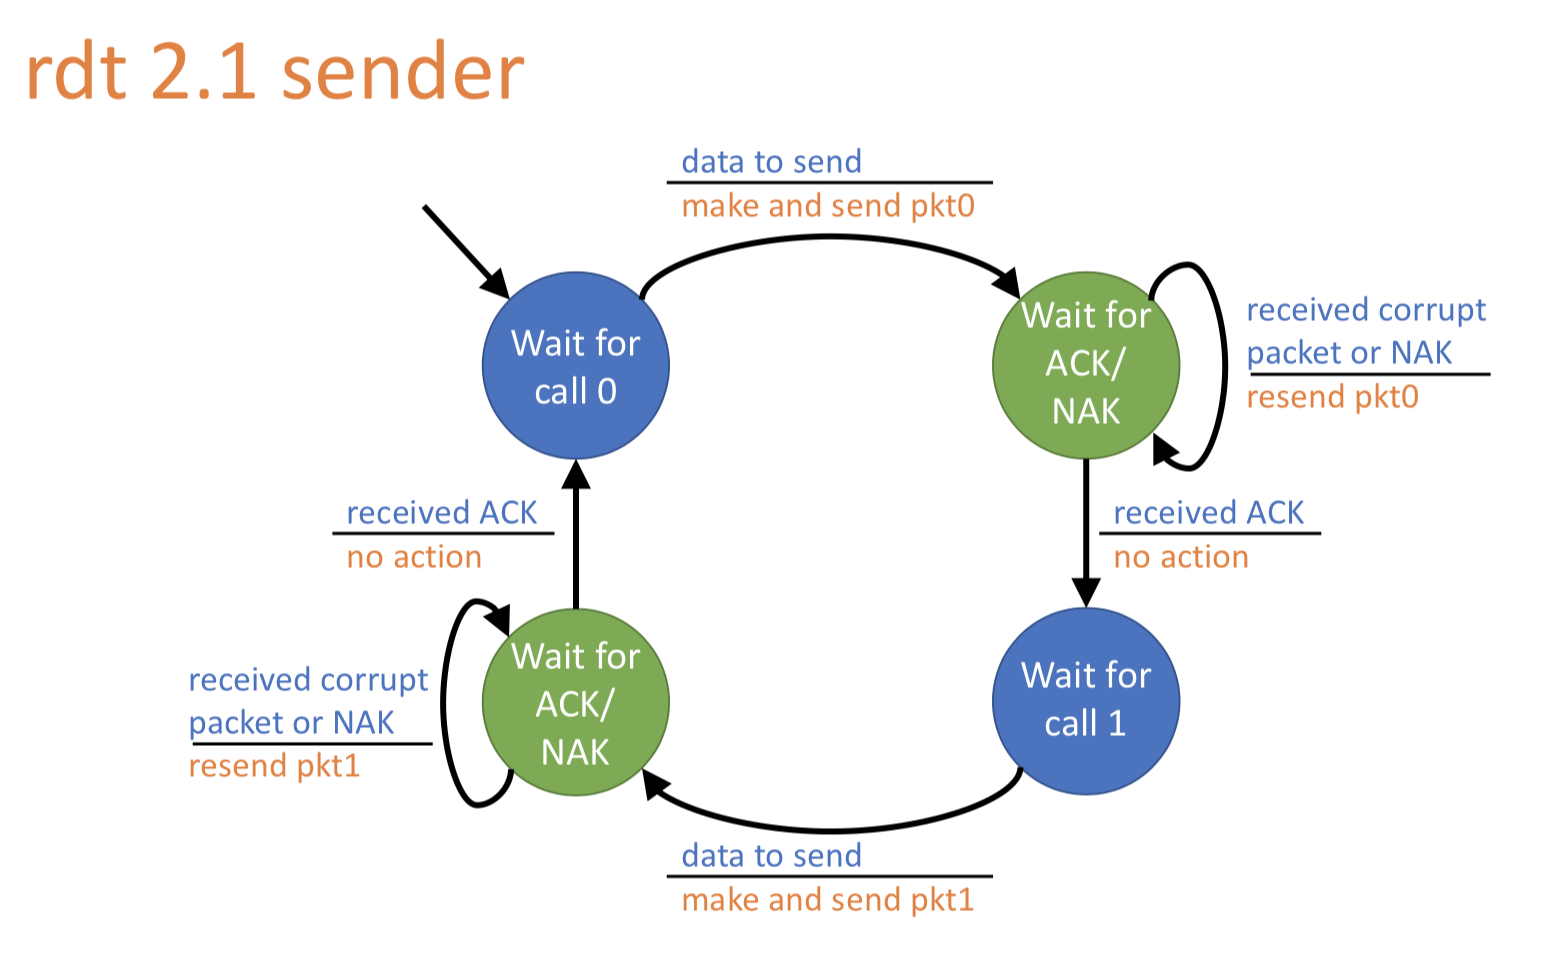 rdt 2.1 sender
data to send
make and send pkt0
Wait for
call 0
Wait for
ACK/
NAK
received corrupt
packet or NAK
resend pkt0
received ACK
no action
received ACK
no action
Wait for
ACK/
NAK
received corrupt
packet or NAK
resend pkt1
Wait for
call 1
data to send
make and send pkt1